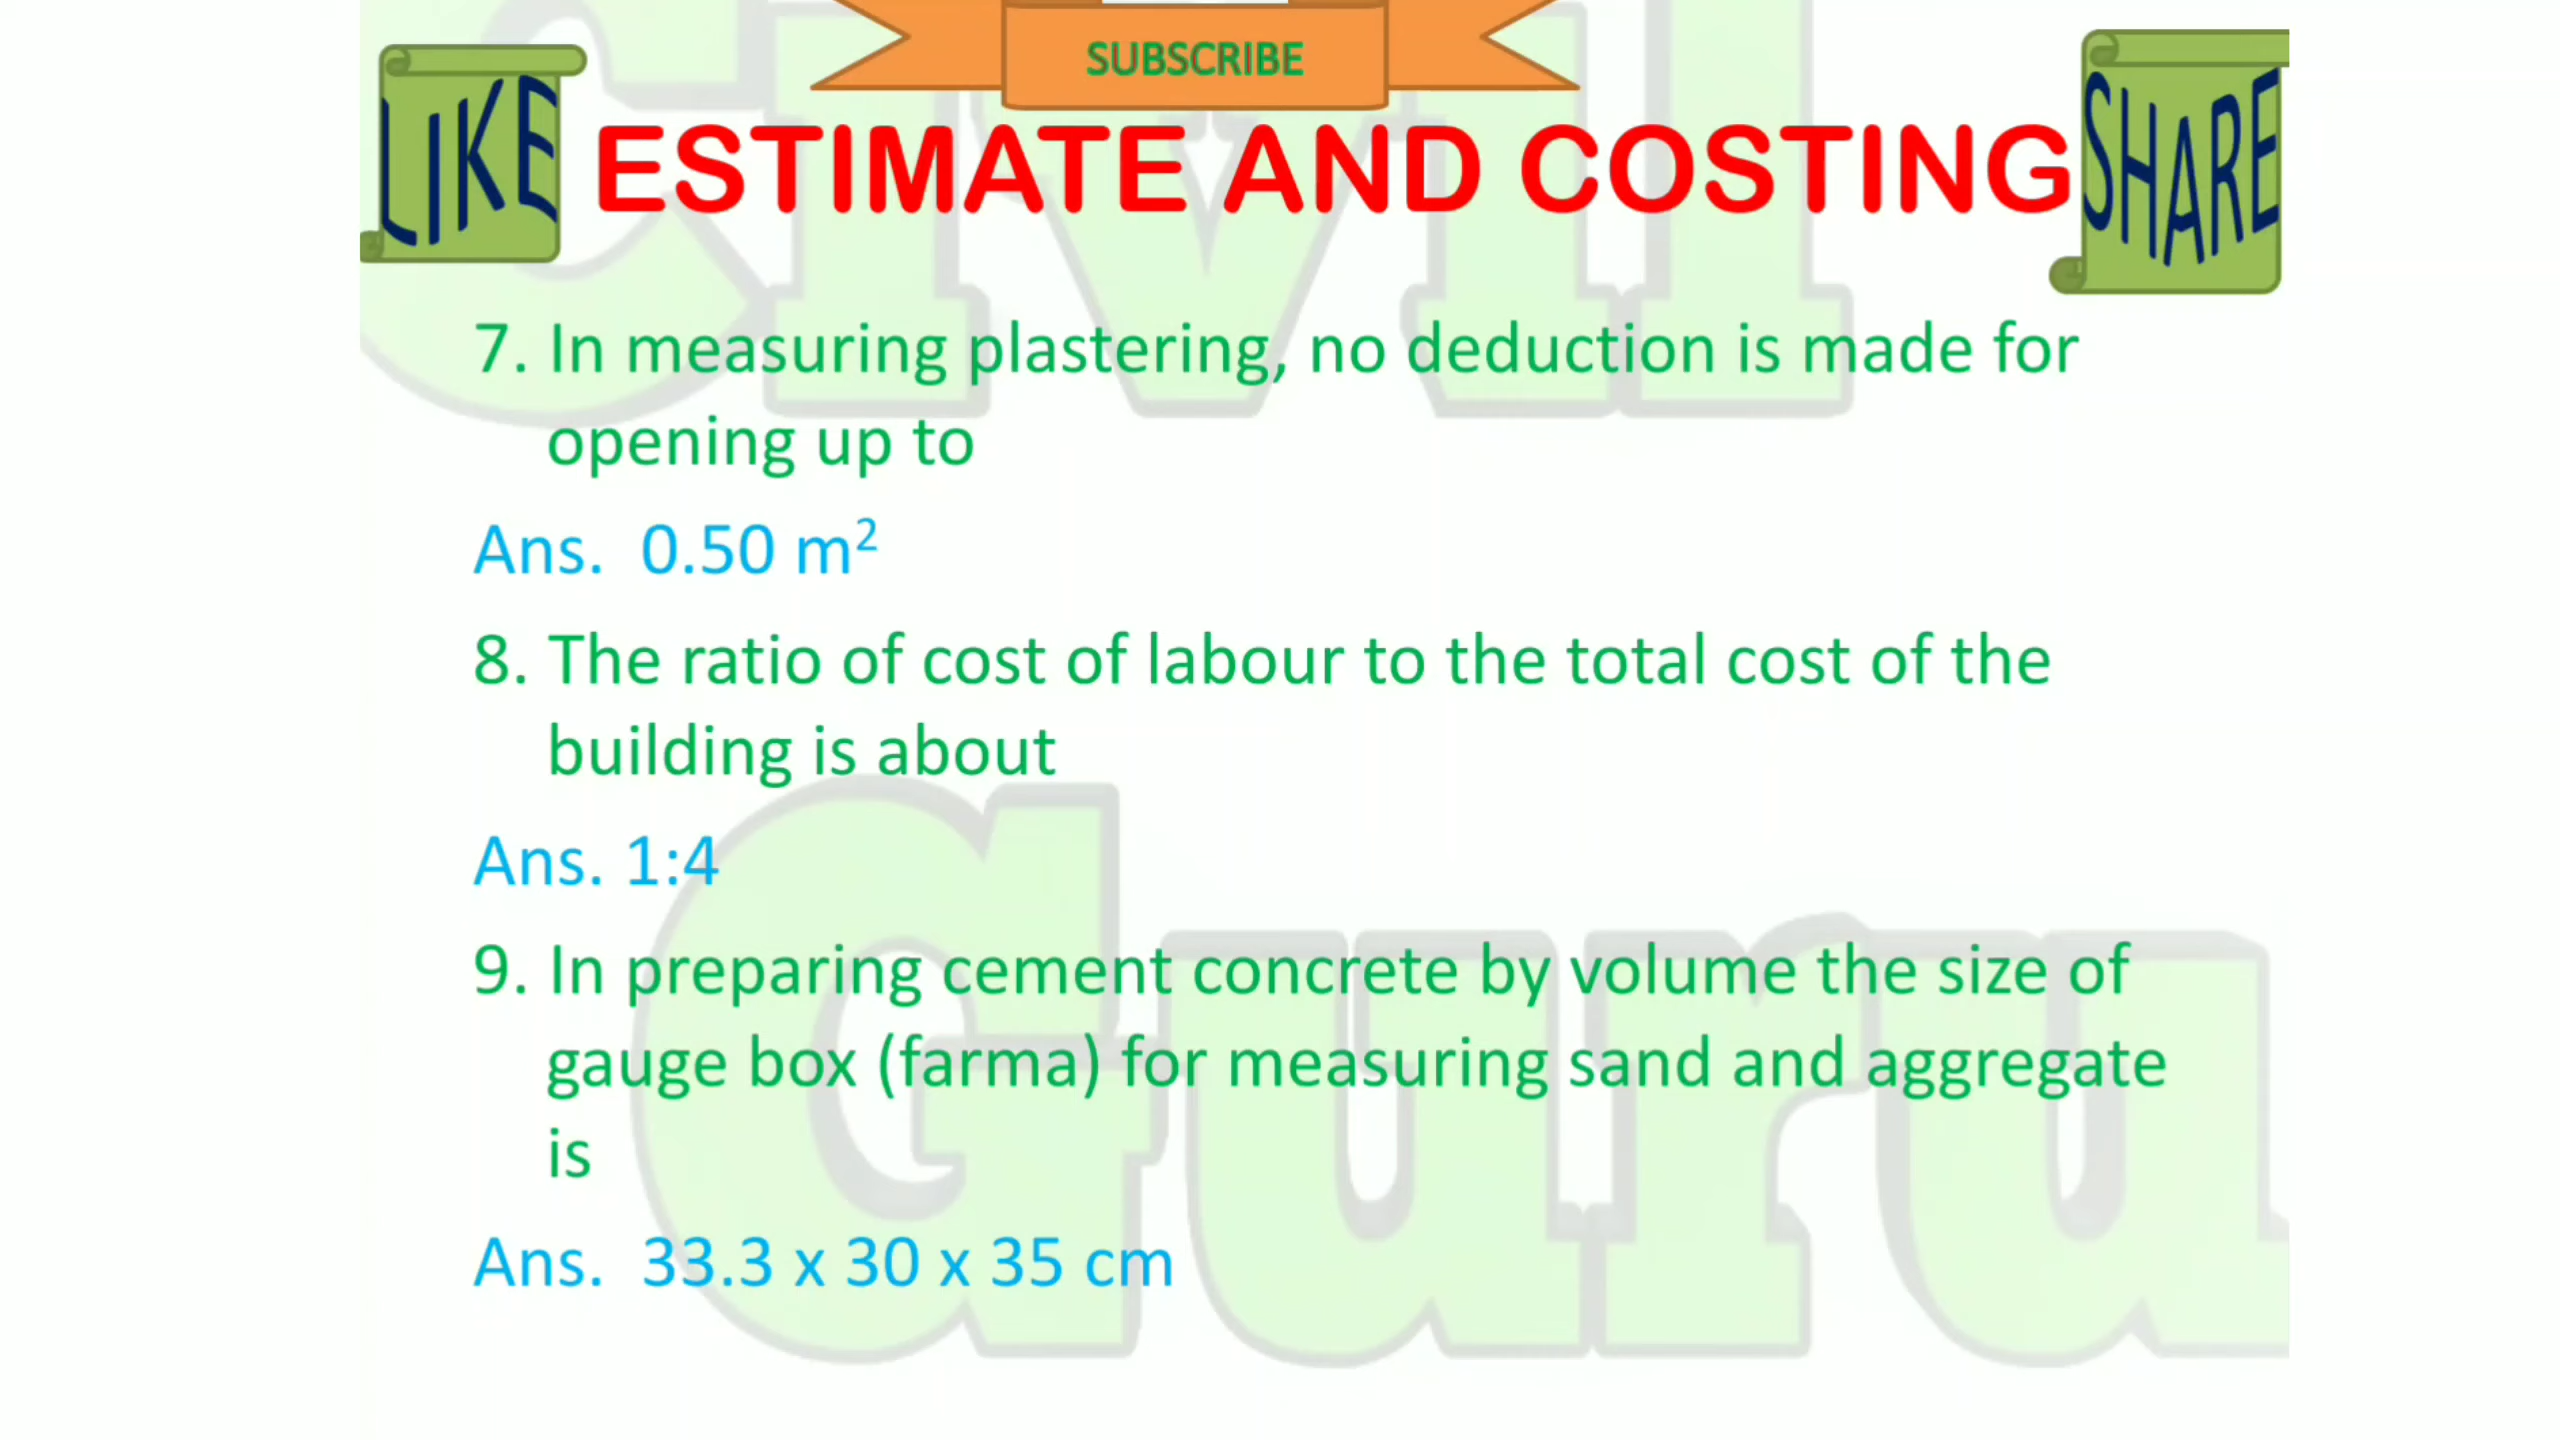 SUBSCRIBE
LIKE
ESTIMATE AND COSTING
SHARE
7. In measuring plastering, no deduction is made for
opening up to
Ans. 0.50 m²
8. The ratio of cost of labour to the total cost of the
building is about
Ans. 1:4
9. In preparing cement concrete by volume the size of
gauge box (farma) for measuring sand and aggregate
is
Ans. 33.3 x 30 x 35 cm
Civil
Guru